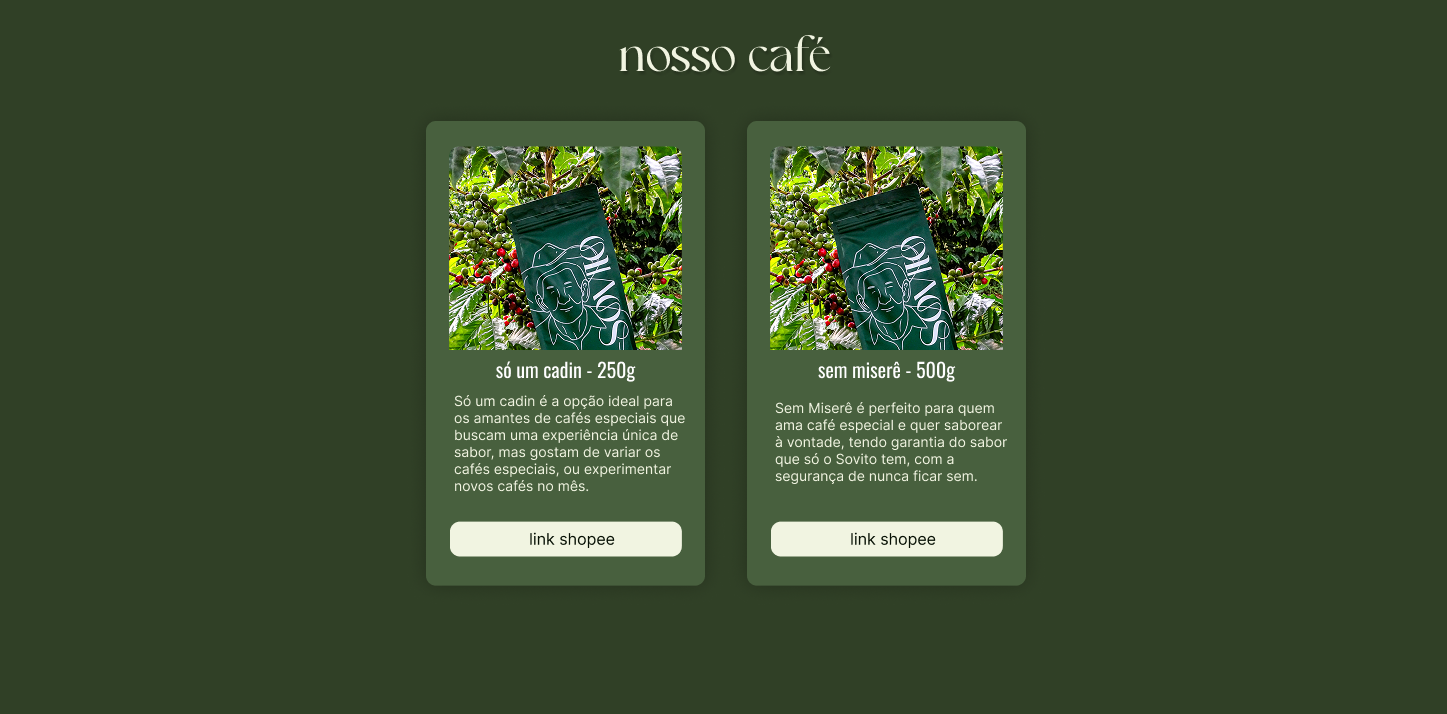 nosso café
SOVITO
só um cadin - 250g
Só um cadin é a opção ideal para
os amantes de cafés especiais que
buscam uma experiência única de
sabor, mas gostam de variar os
cafés especiais, ou experimentar
novos cafés no mês.
link shopee
SOVITO
sem miserê - 500g
Sem Miserê é perfeito para quem
ama café especial e quer saborear
à vontade, tendo garantia do sabor
que só o Sovito tem, com a
segurança de nunca ficar sem.
link shopee